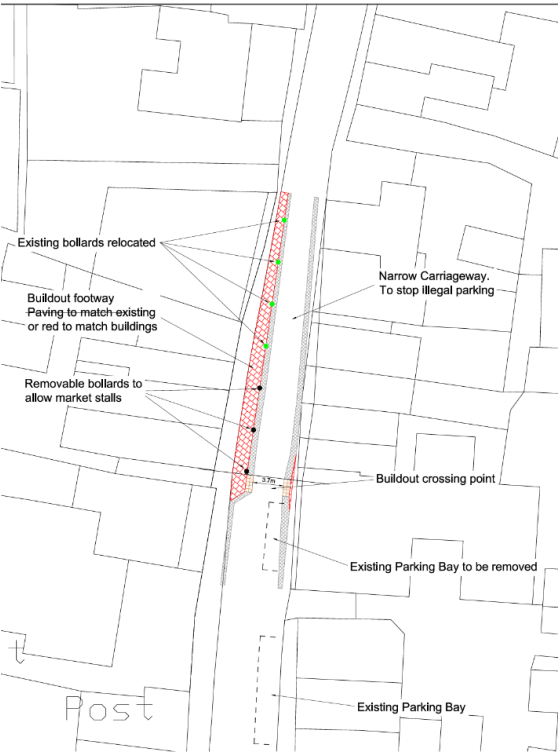 Existing bollards relocated
Narrow Carriageway.
To stop illegal parking
Buildout footway
Paving to match existing
or red to match buildings
Removable bollards to
allow market stalls
3.7m
Buildout crossing point
Existing Parking Bay to be removed
t
Post
Existing Parking Bay